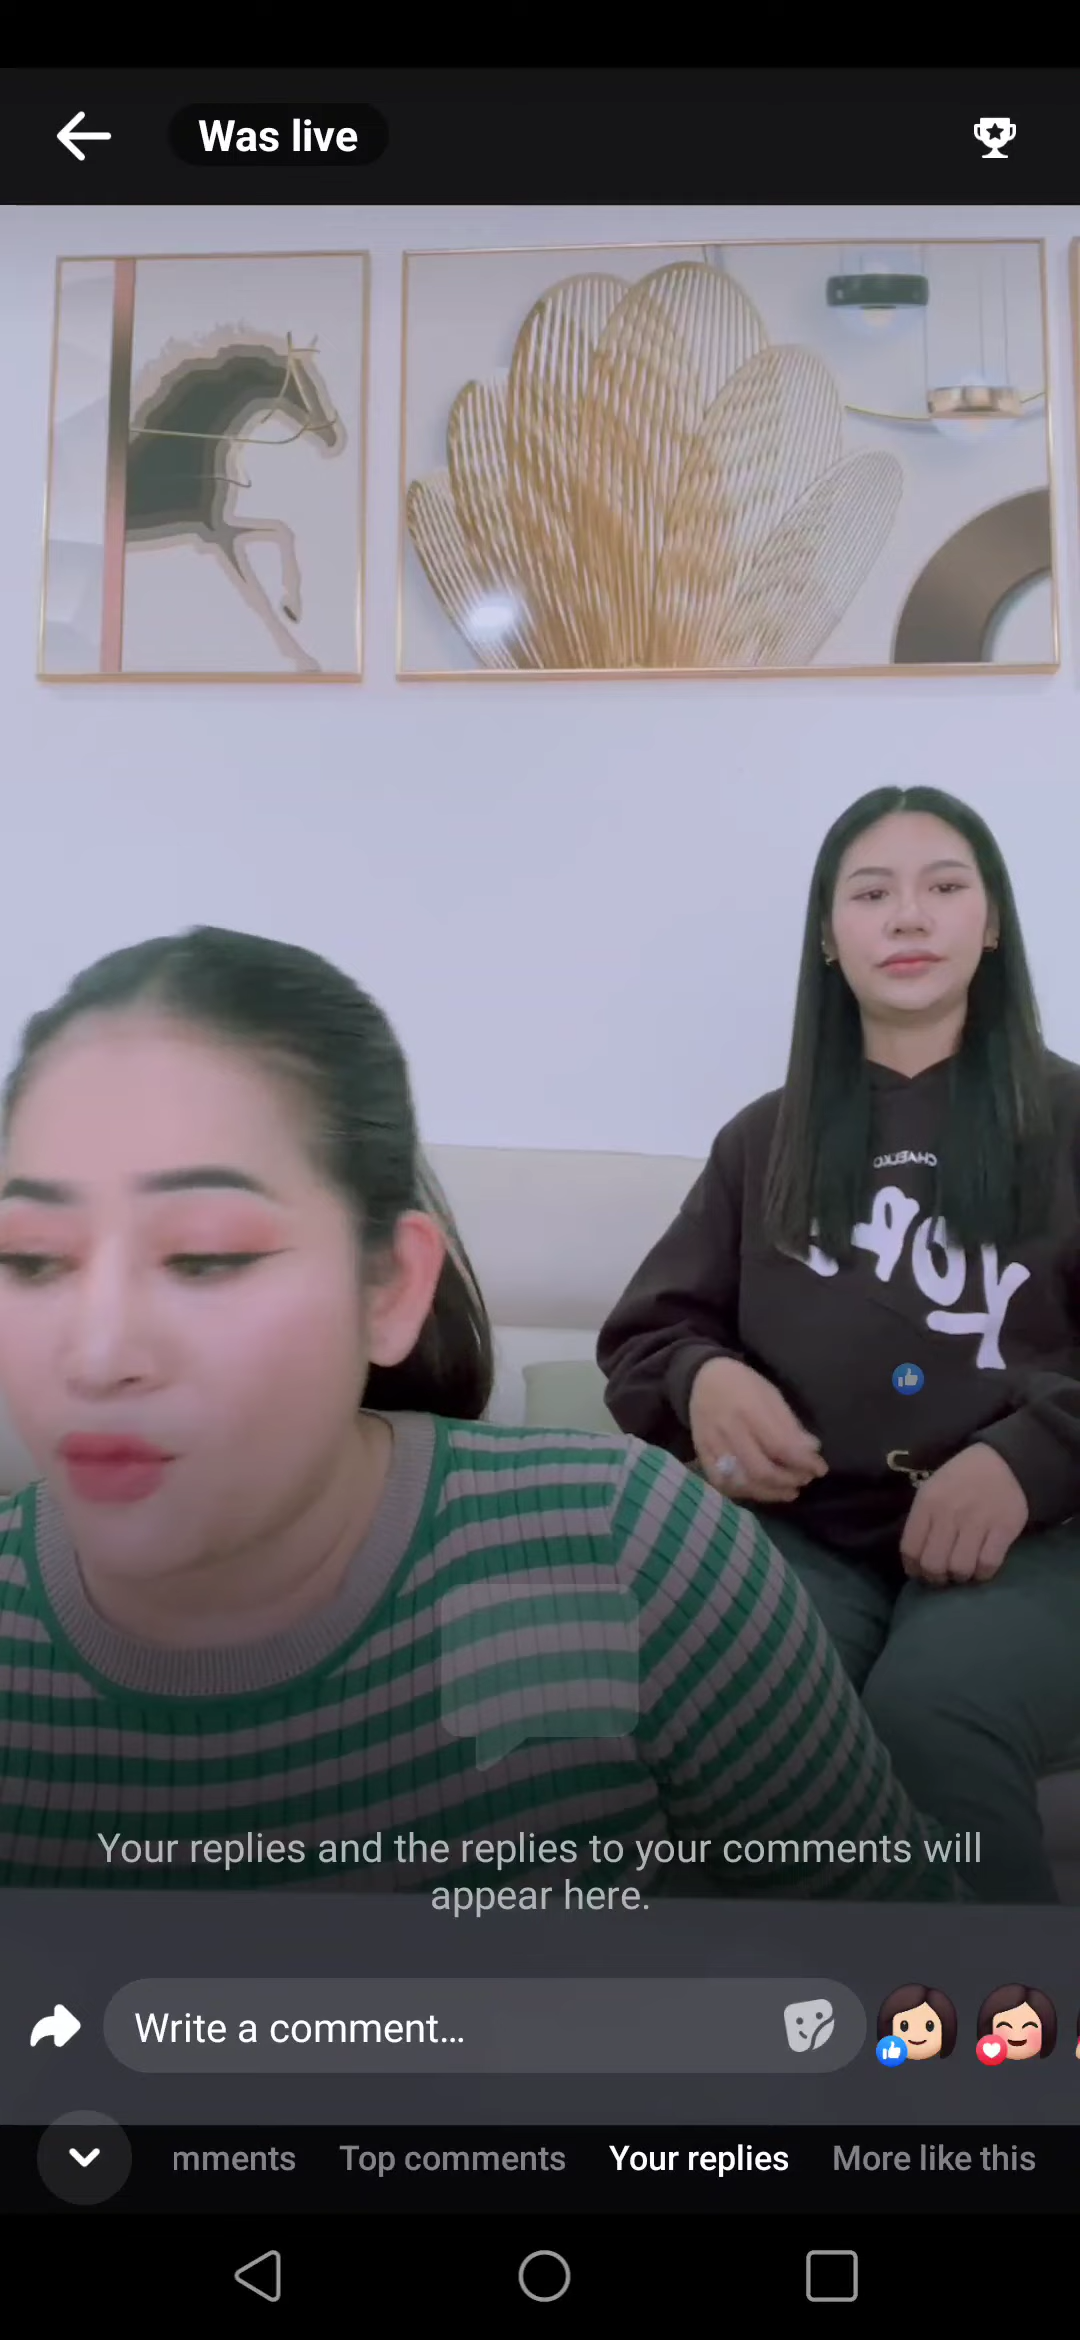 Was live
CHAELKO
Your replies and the replies to your comments will
appear here.
Write a comment...
mments
Top comments
Your replies
More like this